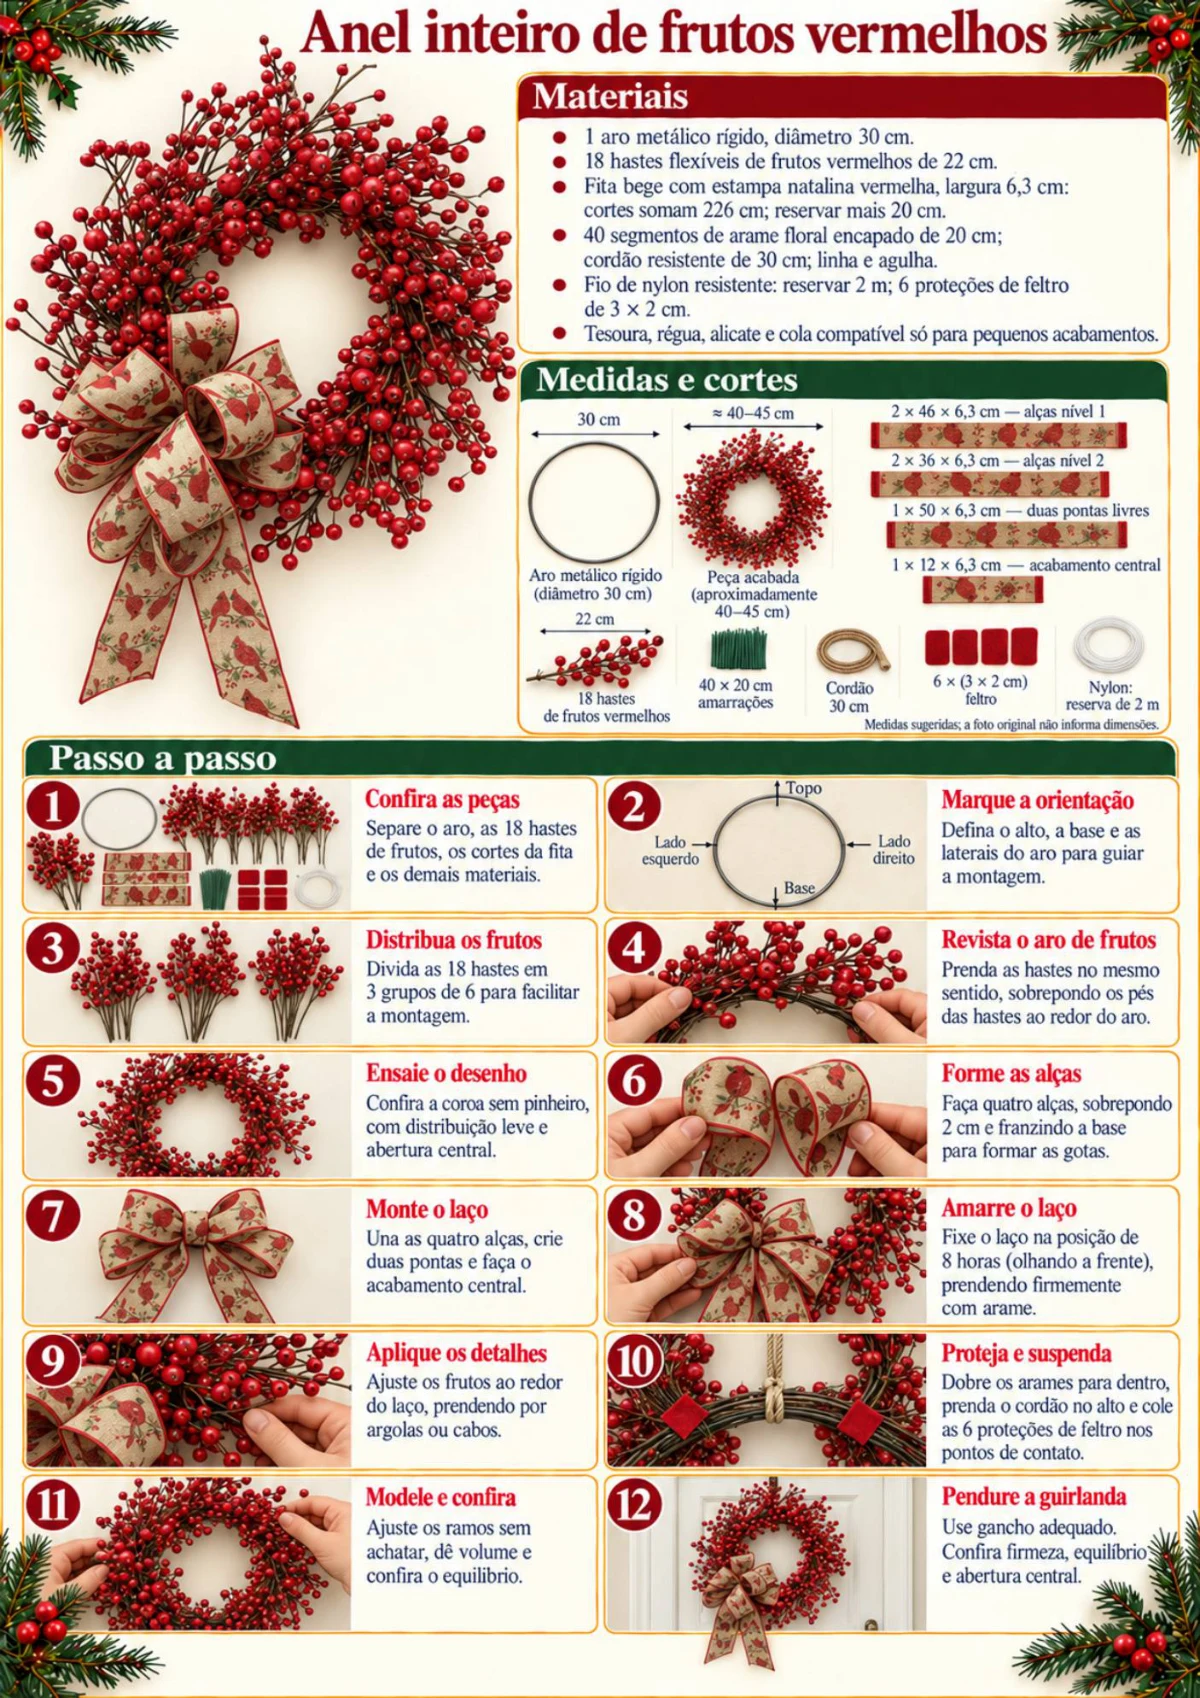 Anel inteiro de frutos vermelhos
Materiais
● 1 aro metálico rígido, diâmetro 30 cm.
● 18 hastes flexíveis de frutos vermelhos de 22 cm.
● Fita bege com estampa natalina vermelha, largura 6,3 cm:
cortes somam 226 cm; reservar mais 20 cm.
● 40 segmentos de arame floral encapado de 20 cm;
cordão resistente de 30 cm; linha e agulha.
● Fio de nylon resistente: reservar 2 m; 6 proteções de feltro
de 3 × 2 cm.
● Tesoura, régua, alicate e cola compatível só para pequenos acabamentos.
Medidas e cortes
30 cm
Aro metálico rígido
(diâmetro 30 cm)
≈ 40–45 cm
Peça acabada
(aproximadamente
40–45 cm)
2 × 46 × 6,3 cm — alças nível 1
2 × 36 × 6,3 cm — alças nível 2
1 × 50 × 6,3 cm — duas pontas livres
1 × 12 × 6,3 cm — acabamento central
22 cm
18 hastes
de frutos vermelhos
40 × 20 cm
amarrações
Cordão
30 cm
6 × (3 × 2 cm)
feltro
Nylon:
reserva de 2 m
Medidas sugeridas; a foto original não informa dimensões.
Passo a passo
1
Confira as peças
Separe o aro, as 18 hastes
de frutos, os cortes da fita
e os demais materiais.
2
Topo
Lado
esquerdo
Lado
direito
Base
Marque a orientação
Defina o alto, a base e as
laterais do aro para guiar
a montagem.
3
Distribua os frutos
Divida as 18 hastes em
3 grupos de 6 para facilitar
a montagem.
4
Revista o aro de frutos
Prenda as hastes no mesmo
sentido, sobrepondo os pés
das hastes ao redor do aro.
5
Ensaie o desenho
Confira a coroa sem pinheiro,
com distribuição leve e
abertura central.
6
Forme as alças
Faça quatro alças, sobrepondo
2 cm e franzindo a base
para formar as gotas.
7
Monte o laço
Una as quatro alças, crie
duas pontas e faça o
acabamento central.
8
Amarre o laço
Fixe o laço na posição de
8 horas (olhando a frente),
prendendo firmemente
com arame.
9
Aplique os detalhes
Ajuste os frutos ao redor
do laço, prendendo por
argolas ou cabos.
10
Proteja e suspenda
Dobre os arames para dentro,
prenda o cordão no alto e cole
as 6 proteções de feltro nos
pontos de contato.
11
Modele e confira
Ajuste os ramos sem
achatar, dê volume e
confira o equilibrio.
12
Pendure a guirlanda
Use gancho adequado.
Confira firmeza, equilíbrio
e abertura central.